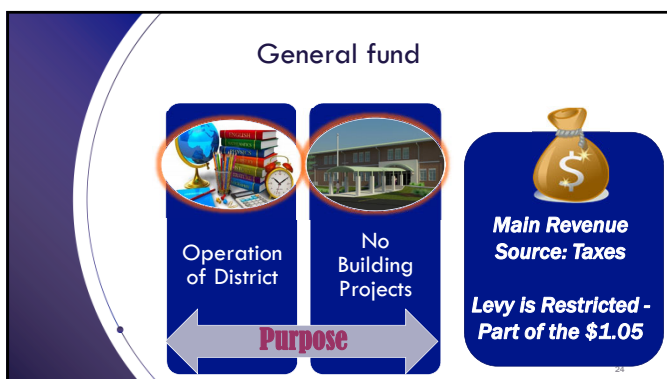 General fund
ENGLISH
Operation
of District
No
Building
Projects
Purpose
$
Main Revenue
Source: Taxes
Levy is Restricted -
Part of the $1.05
24